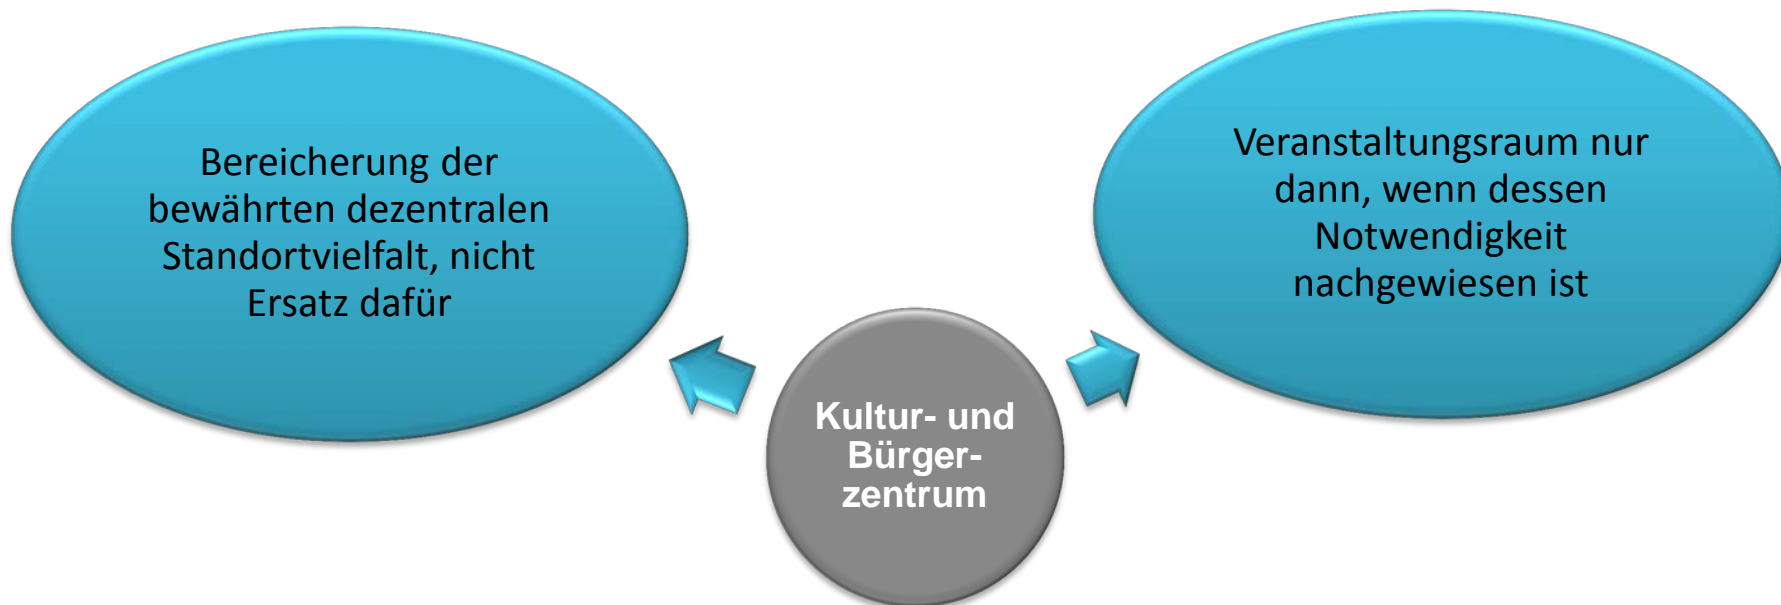 Bereicherung der
bewährten dezentralen
Standortvielfalt, nicht
Ersatz dafür
Veranstaltungsraum nur
dann, wenn dessen
Notwendigkeit
nachgewiesen ist
Kultur- und
Bürger-
zentrum